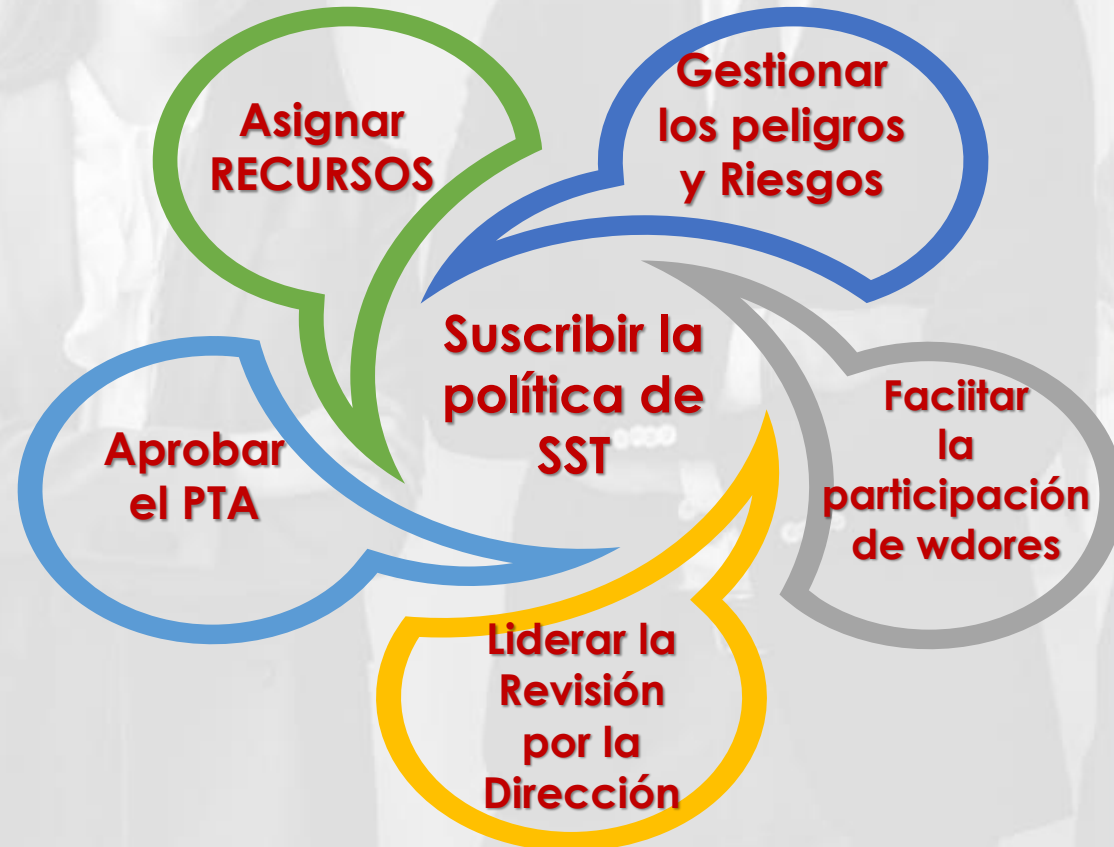 Asignar
RECURSOS
Gestionar
los peligros
y Riesgos
Suscribir la
política de
SST
Faciitar
la
participación
de wdores
Aprobar
el PTA
Liderar la
Revisión
por la
Dirección